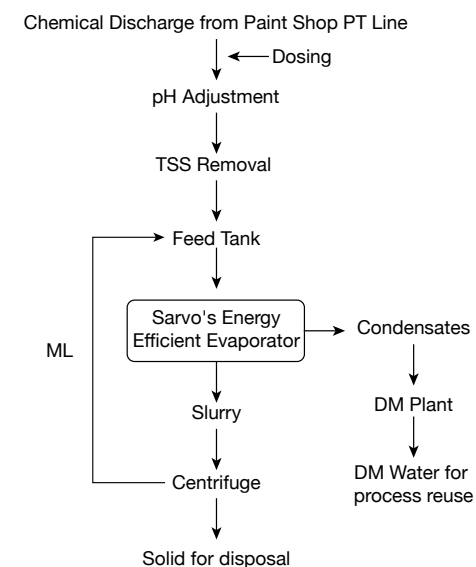 Chemical Discharge from Paint Shop PT Line
Dosing
pH Adjustment
TSS Removal
Feed Tank
Sarvo's Energy
Efficient Evaporator
Condensates
ML
Slurry
DM Plant
Centrifuge
DM Water for
process reuse
Solid for disposal